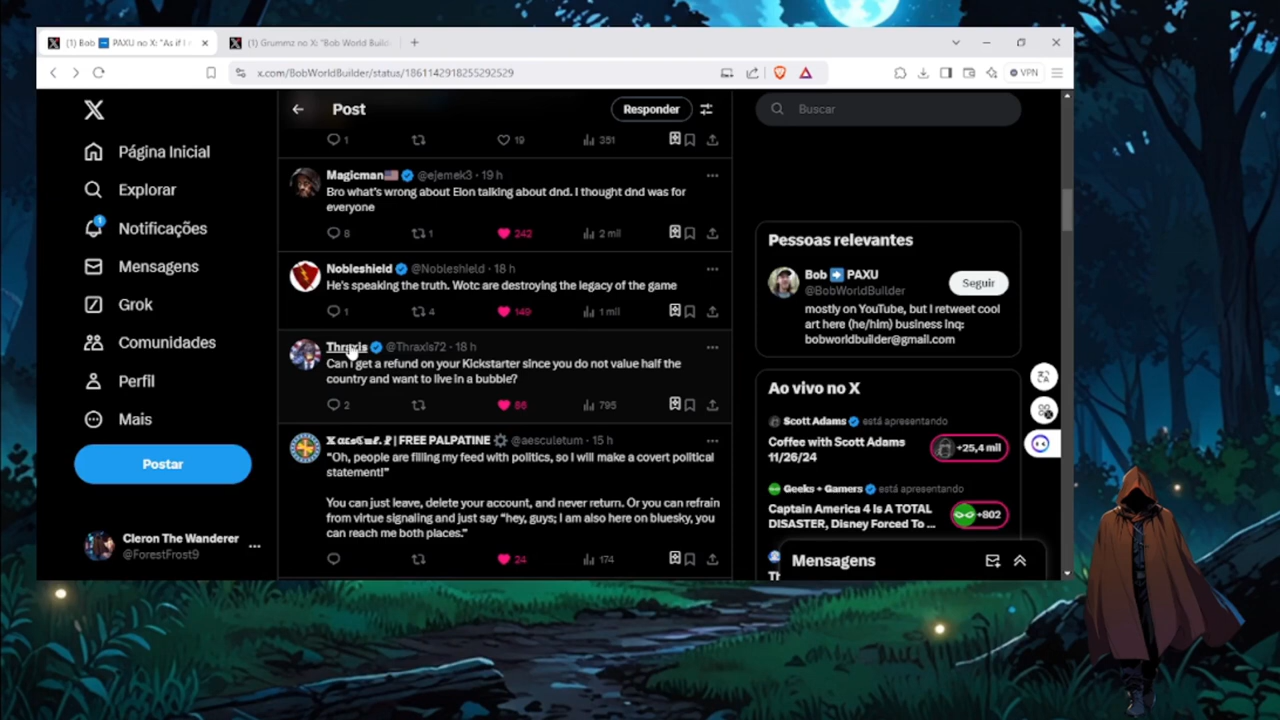 (1) Bob ➡️ PAXU no X: "As if I
(1) Grummz no X: "Bob World Build
x.com/BobWorldBuilder/status/1861142918255292529
VPN
Post
Responder
Buscar
Página Inicial
Explorar
1
Notificações
Mensagens
Grok
Comunidades
Perfil
Mais
Postar
Cleron The Wanderer
@ForestFrost9
1 19 351
Magicman🇺🇸 @ejemek3 · 19 h
Bro what's wrong about Elon talking about dnd. I thought dnd was for
everyone
8 1 242 2 mil
Nobleshield @Nobleshield · 18 h
He's speaking the truth. Wotc are destroying the legacy of the game
1 4 149 1 mil
Thraxis @Thraxis72 · 18 h
Can I get a refund on your Kickstarter since you do not value half the
country and want to live in a bubble?
2 86 795
| FREE PALPATINE @aesculetum · 15 h
"Oh, people are filling my feed with politics, so I will make a covert political
statement!"
You can just leave, delete your account, and never return. Or you can refrain
from virtue signaling and just say "hey, guys; I am also here on bluesky, you
can reach me both places."
24 174
Pessoas relevantes
Bob ➡️ PAXU
@BobWorldBuilder
Seguir
mostly on YouTube, but I retweet cool
art here (he/him) business inq:
bobworldbuilder@gmail.com
Ao vivo no X
Scott Adams está apresentando
Coffee with Scott Adams
11/26/24
+25,4 mil
Geeks + Gamers está apresentando
Captain America 4 Is A TOTAL
DISASTER, Disney Forced To ...
+802
Mensagens